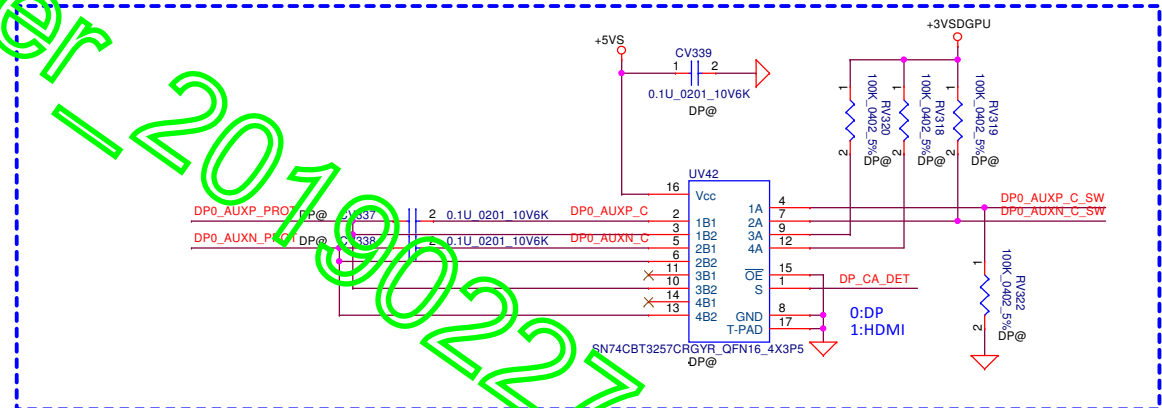 er_20190227
+5VS
CV339
1 2
0.1U_0201_10V6K
DP@
+3VSDGPU
1
2
RV320
100K_0402_5%
DP@
1
2
RV318
100K_0402_5%
DP@
1
2
RV319
100K_0402_5%
DP@
UV42
16 Vcc
DP0_AUXP_PROT DP@ CV337 2 0.1U_0201_10V6K DP0_AUXP_C 2 1B1
3 1B2
DP0_AUXN_PROT DP@ CV338 2 0.1U_0201_10V6K DP0_AUXN_C 5 2B1
6 2B2
11 3B1
10 3B2
14 4B1
13 4B2
1A 4 DP0_AUXP_C_SW
2A 7 DP0_AUXN_C_SW
3A 9
4A 12
OE 15
S 1 DP_CA_DET
GND 8
T-PAD 17
0:DP
1:HDMI
SN74CBT3257CRGYR_QFN16_4X3P5
DP@
1
2
RV322
100K_0402_5%
DP@